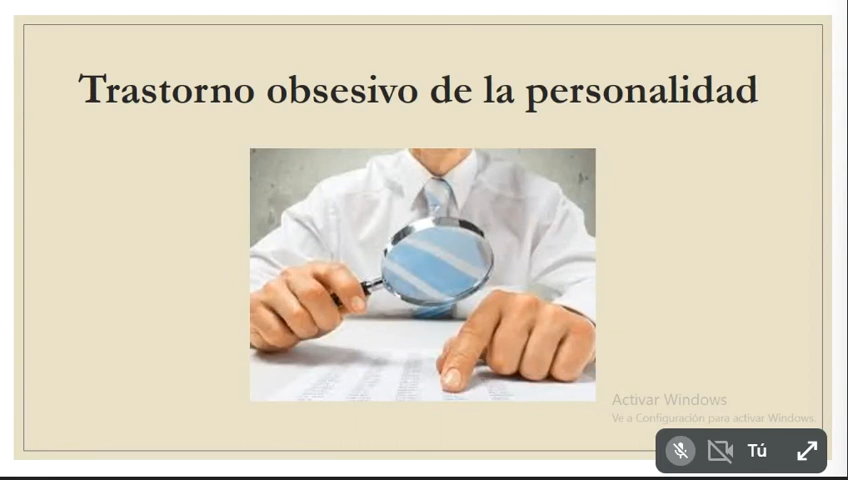 Trastorno obsesivo de la personalidad
Activar Windows
Ve a Configuración para activar Windows.
Tú